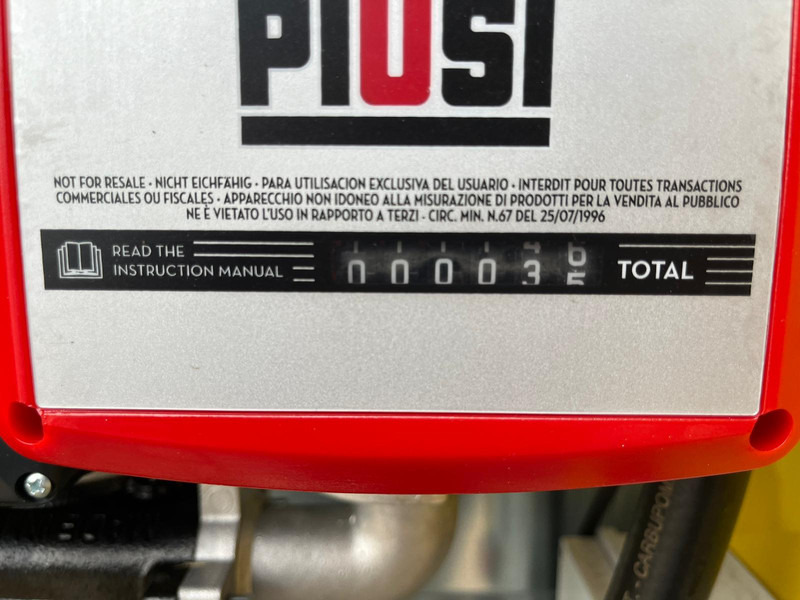 PIUSI
NOT FOR RESALE - NICHT EICHFÄHIG - PARA UTILISACION EXCLUSIVA DEL USUARIO - INTERDIT POUR TOUTES TRANSACTIONS
COMMERCIALES OU FISCALES - APPARECCHIO NON IDONEO ALLA MISURAZIONE DI PRODOTTI PER LA VENDITA AL PUBBLICO
NE È VIETATO L'USO IN RAPPORTO A TERZI - CIRC. MIN. N.67 DEL 25/07/1996
READ THE
INSTRUCTION MANUAL
00003
TOTAL